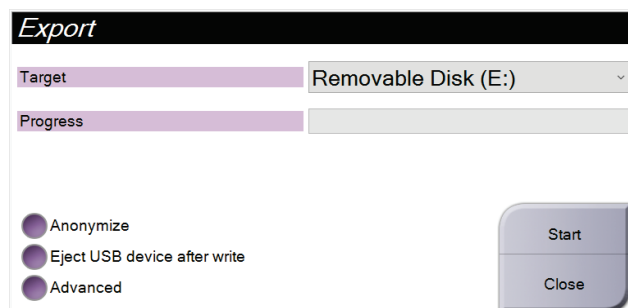 Export
Target
Removable Disk (E:)
Progress
Anonymize
Eject USB device after write
Advanced
Start
Close